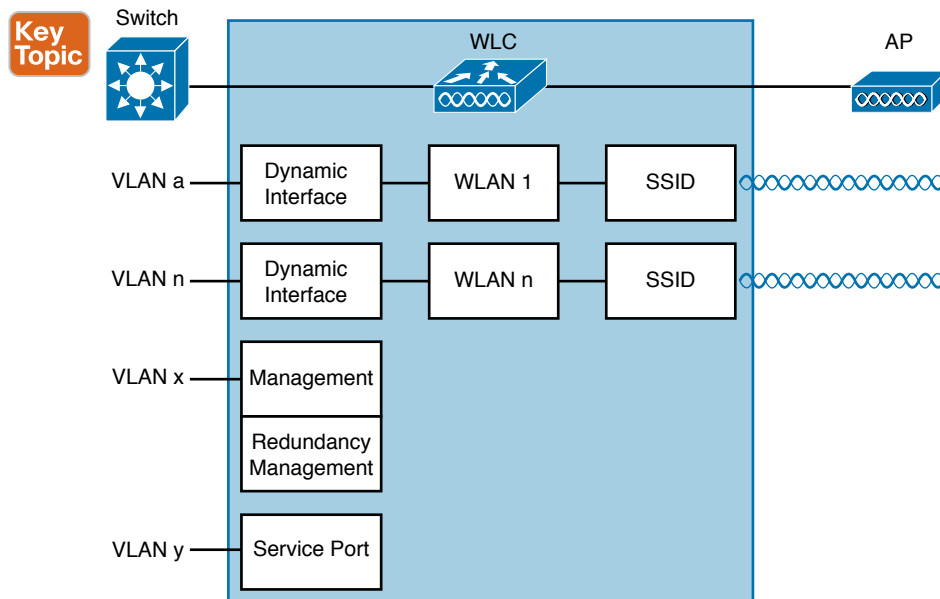 Key
Topic
Switch
WLC
AP
VLAN a
Dynamic
Interface
WLAN 1
SSID
VLAN n
Dynamic
Interface
WLAN n
SSID
VLAN x
Management
Redundancy
Management
VLAN y
Service Port